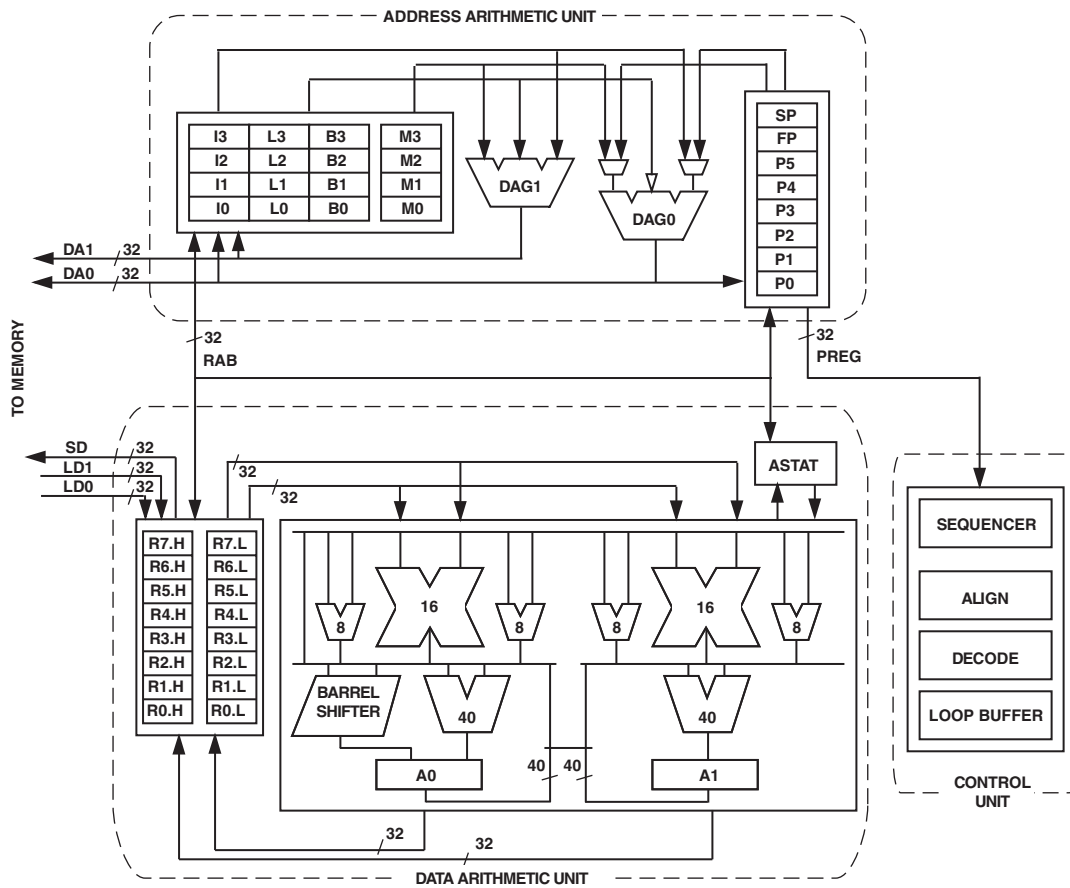 ADDRESS ARITHMETIC UNIT
SP
I3 L3 B3 M3 FP
I2 L2 B2 M2 P5
I1 L1 B1 M1 DAG1 P4
I0 L0 B0 M0 DAG0 P3
P2
DA1 32 P1
DA0 32 P0
32 32
RAB PREG
TO MEMORY
SD 32
LD1 32 32 ASTAT
LD0 32 32
SEQUENCER
R7.H R7.L
R6.H R6.L
R5.H R5.L
R4.H R4.L 16 16 ALIGN
R3.H R3.L 8 8 8 8
R2.H R2.L DECODE
R1.H R1.L BARREL
R0.H R0.L SHIFTER 40 40 LOOP BUFFER
A0 40 40 A1
CONTROL
UNIT
32
32
DATA ARITHMETIC UNIT